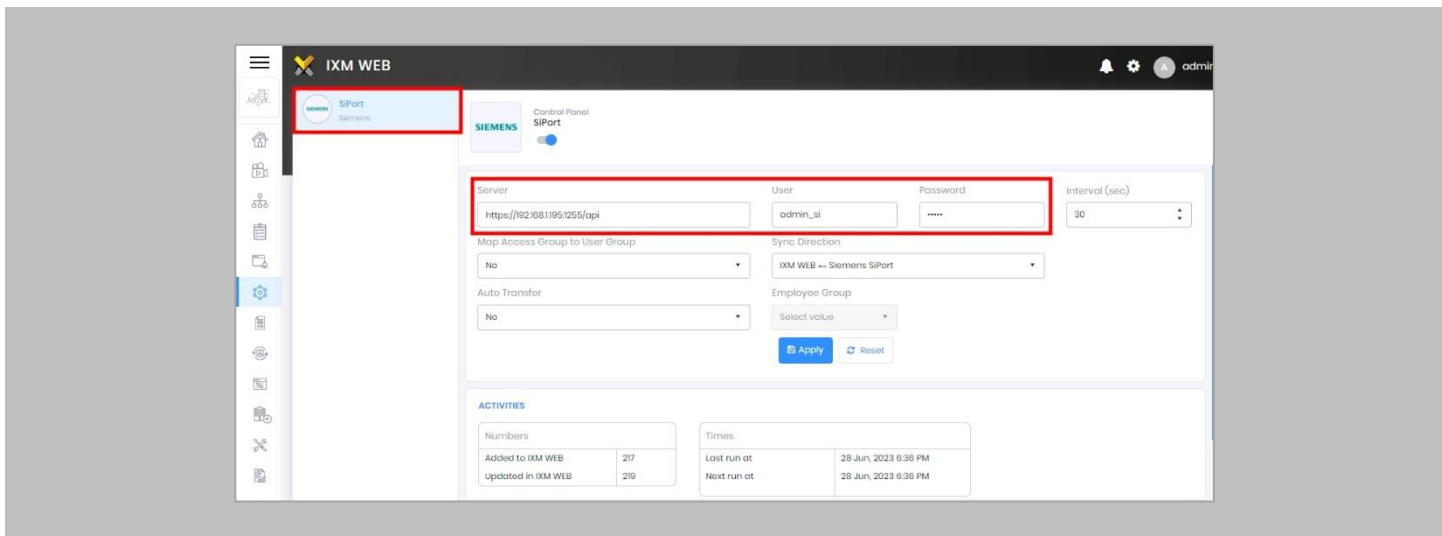 IXM WEB
A
admin
SIEMENS
SiPort
Siemens
SIEMENS
Control Panel
SiPort
Server
User
Password
Interval (sec)
https://192.168.1.195:1255/api
admin_si
•••••
30
Map Access Group to User Group
Sync Direction
No
IXM WEB ← Siemens SiPort
Auto Transfer
Employee Group
No
Select value
Apply
Reset
ACTIVITIES
Numbers
Times
Added to IXM WEB 217
Last run at 28 Jun, 2023 6:36 PM
Updated in IXM WEB 219
Next run at 28 Jun, 2023 6:36 PM